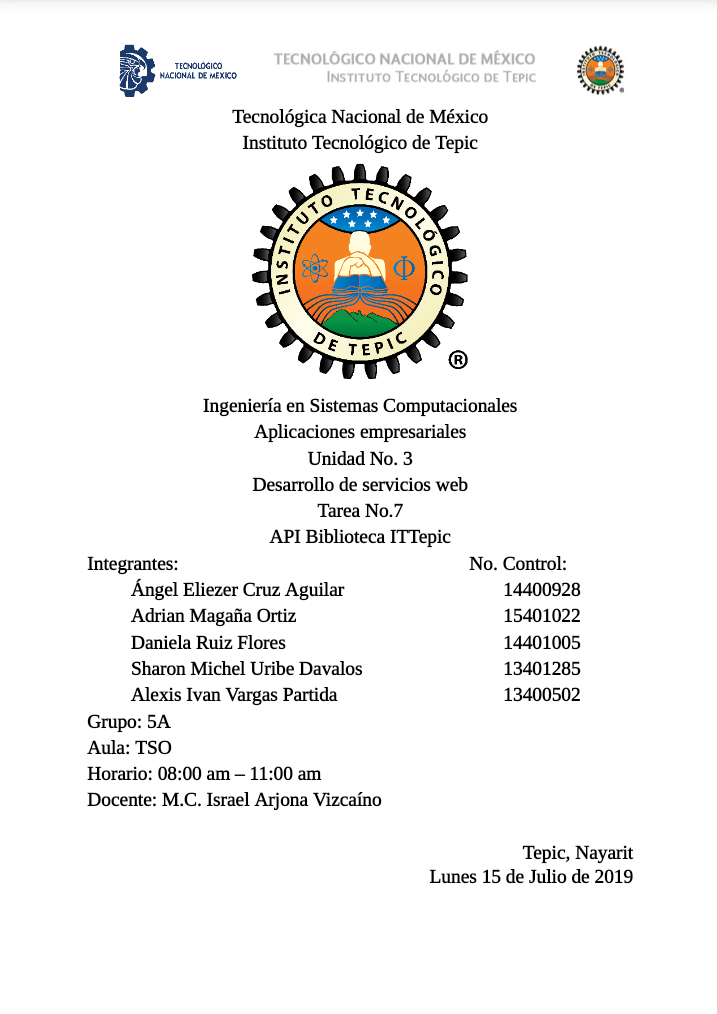 TECNOLÓGICO
NACIONAL DE MÉXICO
TECNOLÓGICO NACIONAL DE MÉXICO
INSTITUTO TECNOLÓGICO DE TEPIC
Tecnológica Nacional de México
Instituto Tecnológico de Tepic
INSTITUTO TECNOLÓGICO
DE TEPIC
®
Ingeniería en Sistemas Computacionales
Aplicaciones empresariales
Unidad No. 3
Desarrollo de servicios web
Tarea No.7
API Biblioteca ITTepic
Integrantes: No. Control:
Ángel Eliezer Cruz Aguilar 14400928
Adrian Magaña Ortiz 15401022
Daniela Ruiz Flores 14401005
Sharon Michel Uribe Davalos 13401285
Alexis Ivan Vargas Partida 13400502
Grupo: 5A
Aula: TSO
Horario: 08:00 am – 11:00 am
Docente: M.C. Israel Arjona Vizcaíno
Tepic, Nayarit
Lunes 15 de Julio de 2019